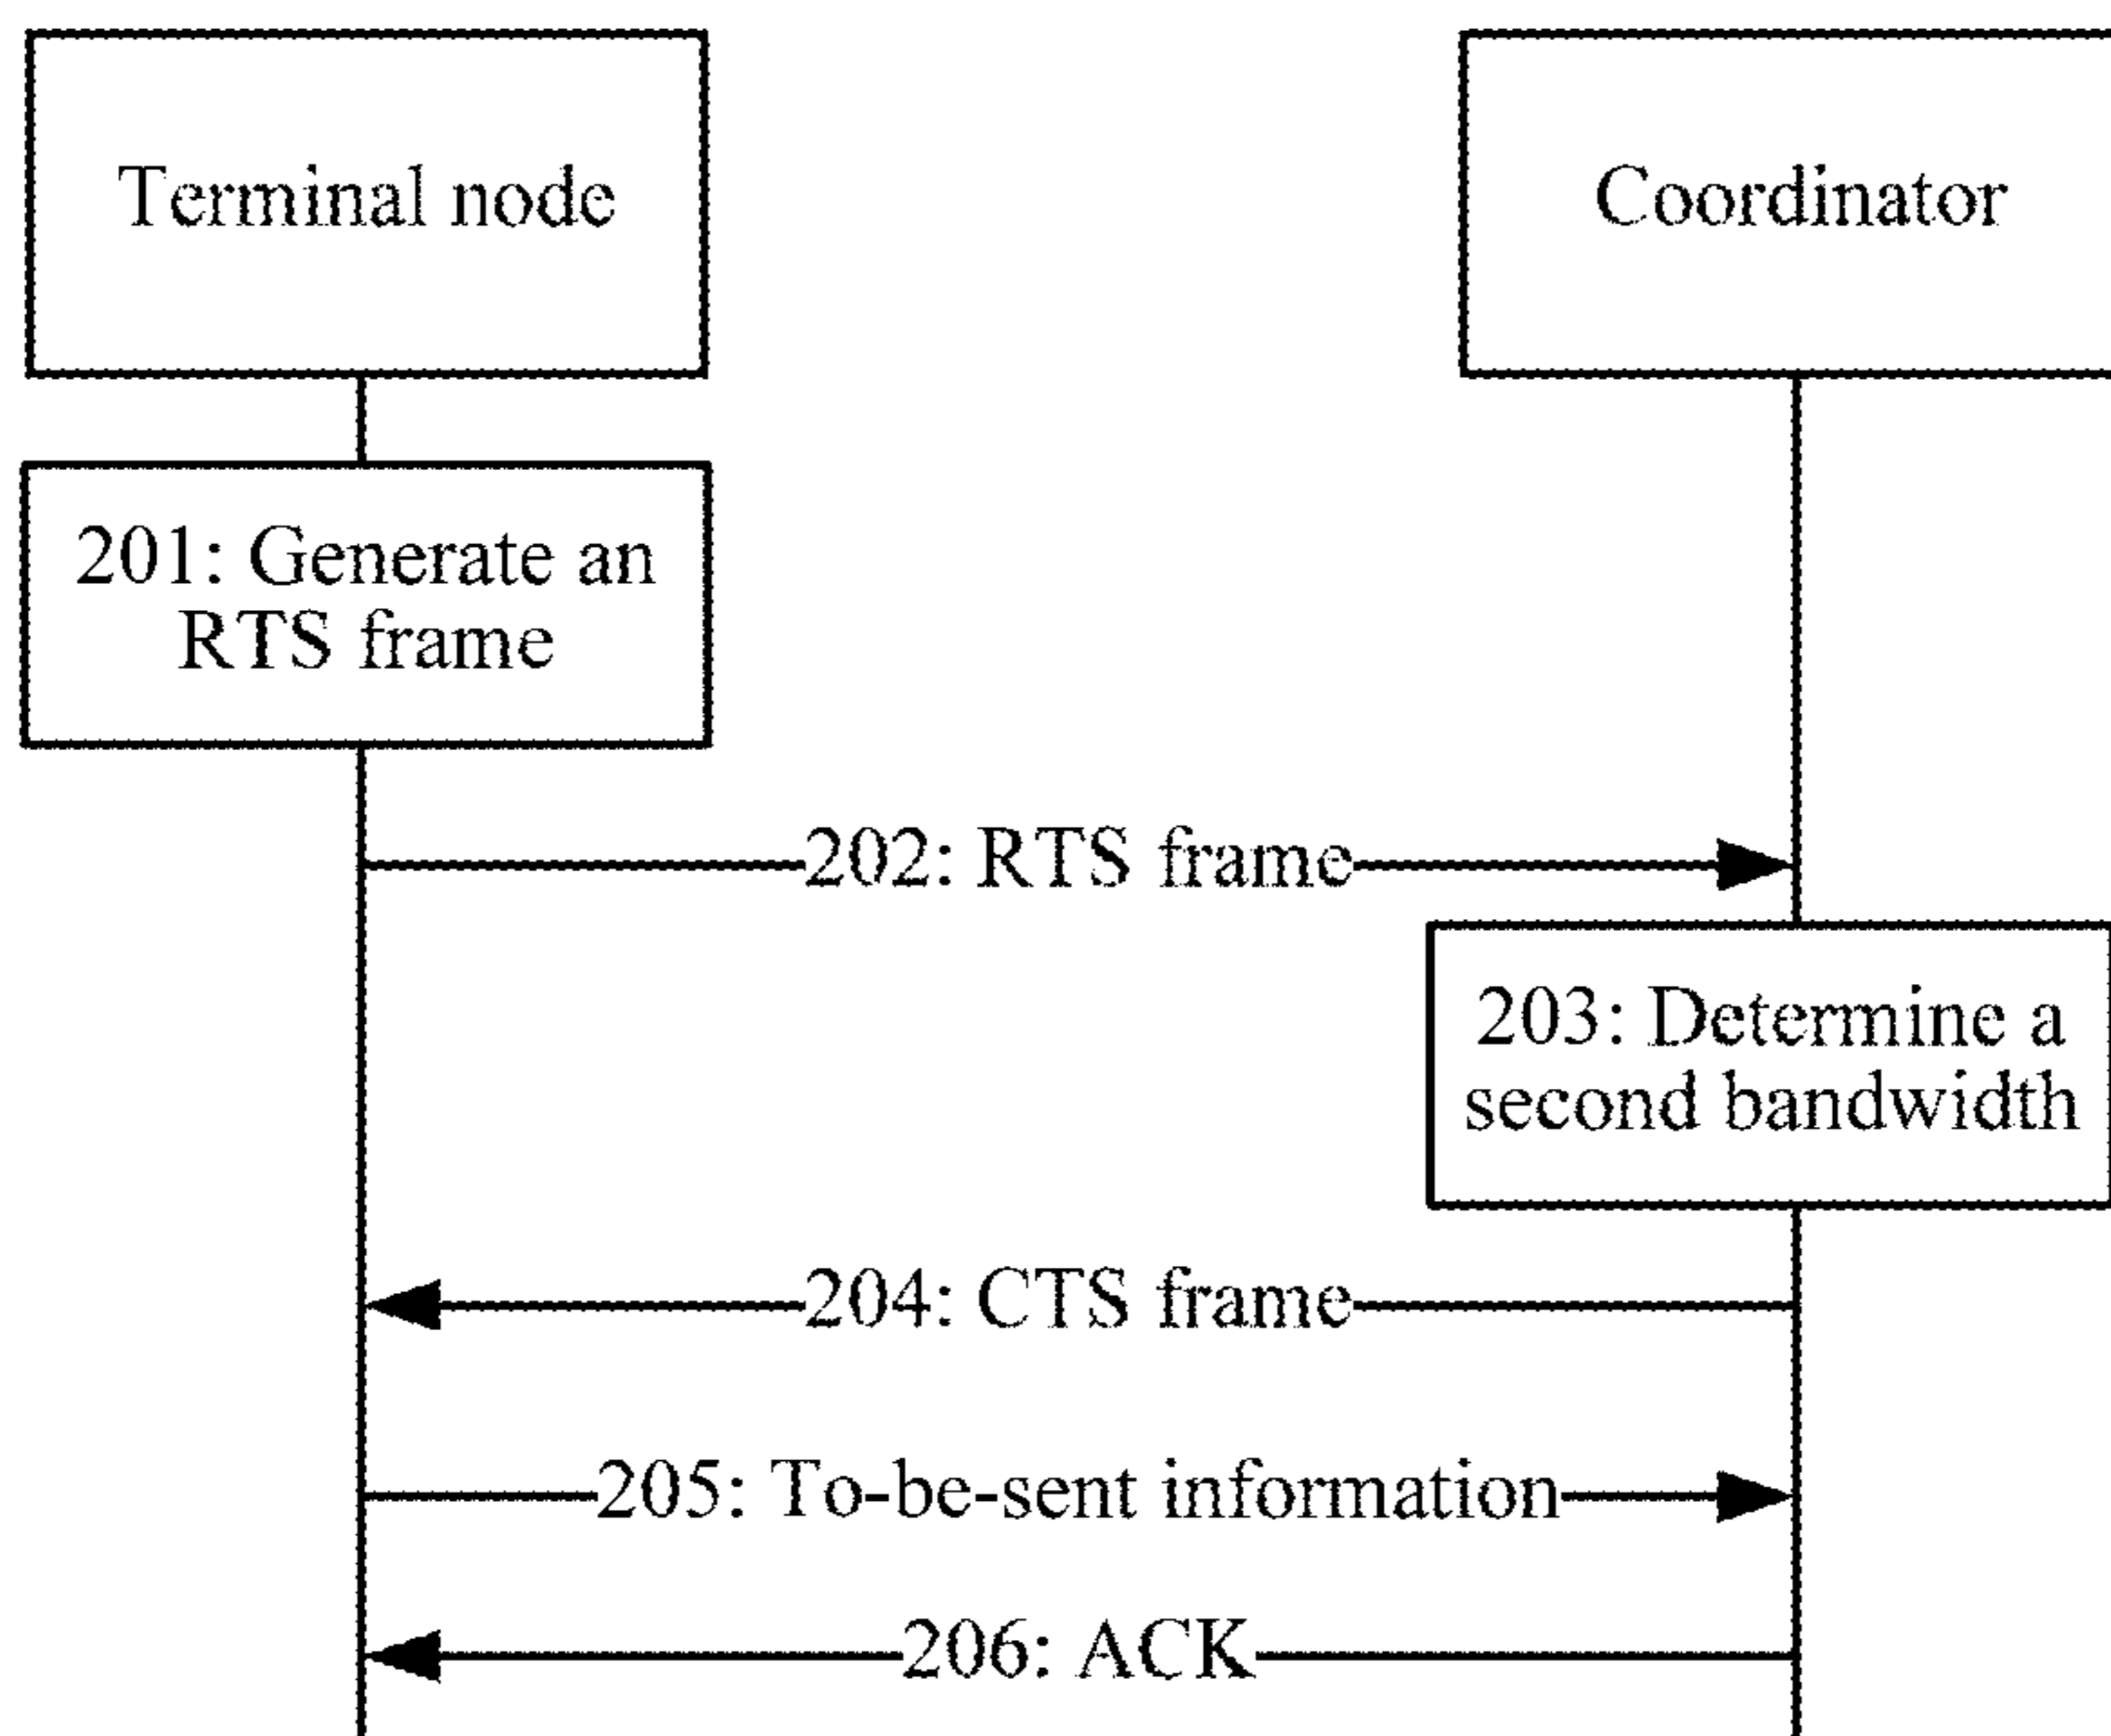 Terminal node
Coordinator
201: Generate an
RTS frame
202: RTS frame
203: Determine a
second bandwidth
204: CTS frame
205: To-be-sent information
206: ACK